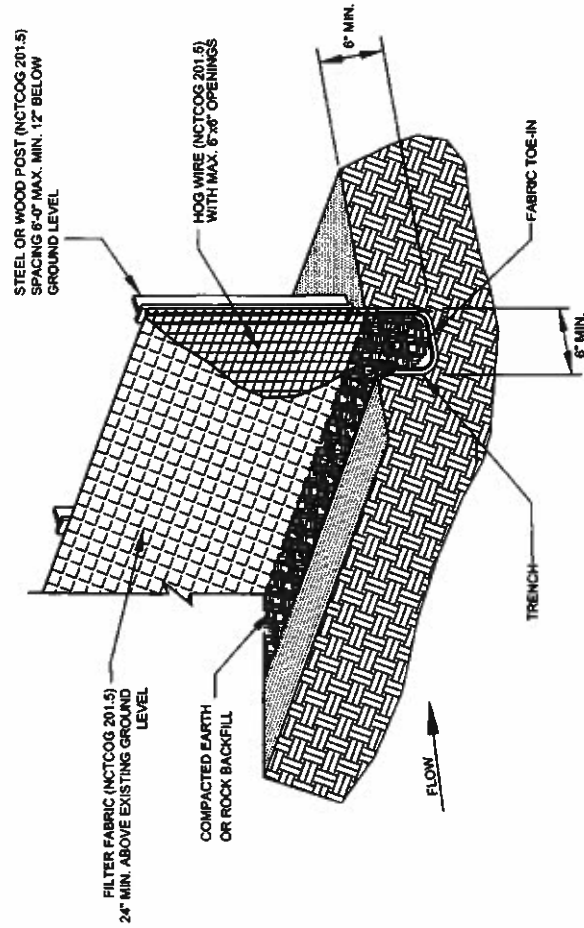 STEEL OR WOOD POST (NCTCOG 201.5)
SPACING 6'-0" MAX. MIN. 12" BELOW
GROUND LEVEL
HOG WIRE (NCTCOG 201.5)
WITH MAX. 6"x6" OPENINGS
6" MIN.
FILTER FABRIC (NCTCOG 201.5)
24" MIN. ABOVE EXISTING GROUND
LEVEL
COMPACTED EARTH
OR ROCK BACKFILL
FLOW
TRENCH
FABRIC TOE-IN
6" MIN.